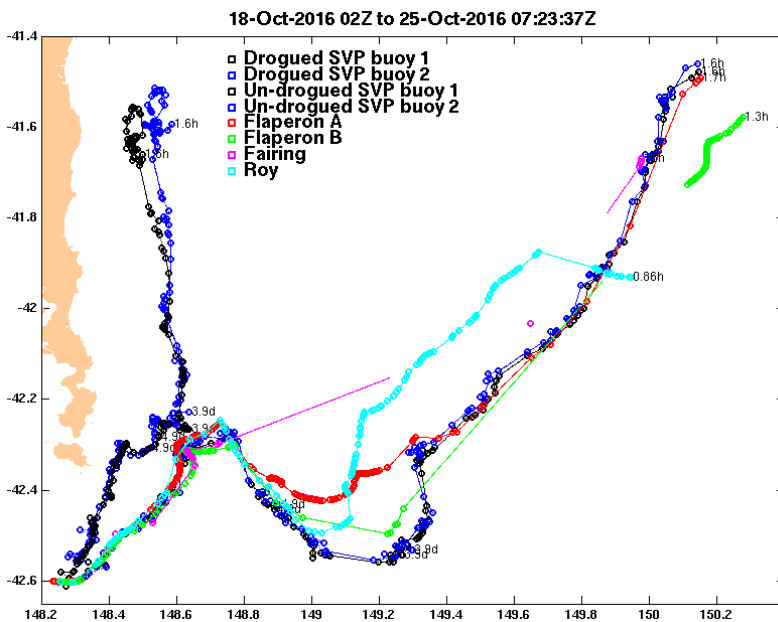 18-Oct-2016 02Z to 25-Oct-2016 07:23:37Z
-41.4
-41.6
-41.8
-42
-42.2
-42.4
-42.6
Drogued SVP buoy 1
Drogued SVP buoy 2
Un-drogued SVP buoy 1
Un-drogued SVP buoy 2
Flaperon A
Flaperon B
Fairing
Roy
1.6h
1.6h
1.7h
1.3h
1.6h
0.86h
3.9d
3.9d
148.2 148.4 148.6 148.8 149 149.2 149.4 149.6 149.8 150 150.2